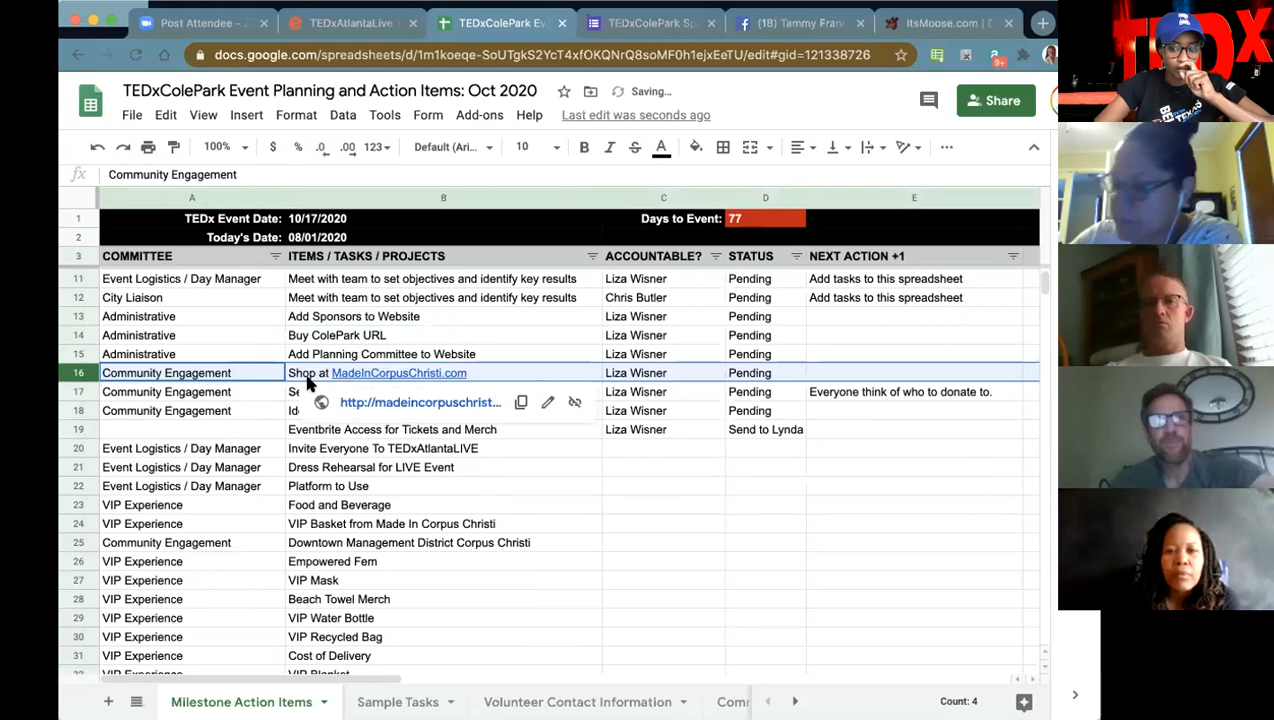 Post Attendee - Z
TEDxAtlantaLive
TEDxColePark Ev
TEDxColePark Sp
(18) Tammy Fran
ItsMoose.com | D
docs.google.com/spreadsheets/d/1m1koeqe-SoUTgkS2YcT4xfOKQNr8soMF0h1ejxEeTU/edit#gid=121338726
9+
TEDxColePark Event Planning and Action Items: Oct 2020
Saving...
File Edit View Insert Format Data Tools Form Add-ons Help
Last edit was seconds ago
Share
100% $ % .0 .00 123 Default (Ari... 10 B I S A
fx Community Engagement
A B C D E
1 TEDx Event Date: 10/17/2020 Days to Event: 77
2 Today's Date: 08/01/2020
3 COMMITTEE ITEMS / TASKS / PROJECTS ACCOUNTABLE? STATUS NEXT ACTION +1
11 Event Logistics / Day Manager Meet with team to set objectives and identify key results Liza Wisner Pending Add tasks to this spreadsheet
12 City Liaison Meet with team to set objectives and identify key results Chris Butler Pending Add tasks to this spreadsheet
13 Administrative Add Sponsors to Website Liza Wisner Pending
14 Administrative Buy ColePark URL Liza Wisner Pending
15 Administrative Add Planning Committee to Website Liza Wisner Pending
16 Community Engagement Shop at MadeInCorpusChristi.com Liza Wisner Pending
17 Community Engagement Se Liza Wisner Pending Everyone think of who to donate to.
http://madeincorpuschrist...
18 Community Engagement Id Liza Wisner Pending
19 Eventbrite Access for Tickets and Merch Liza Wisner Send to Lynda
20 Event Logistics / Day Manager Invite Everyone To TEDxAtlantaLIVE
21 Event Logistics / Day Manager Dress Rehearsal for LIVE Event
22 Event Logistics / Day Manager Platform to Use
23 VIP Experience Food and Beverage
24 VIP Experience VIP Basket from Made In Corpus Christi
25 Community Engagement Downtown Management District Corpus Christi
26 VIP Experience Empowered Fem
27 VIP Experience VIP Mask
28 VIP Experience Beach Towel Merch
29 VIP Experience VIP Water Bottle
30 VIP Experience VIP Recycled Bag
31 VIP Experience Cost of Delivery
VIP Experience VIP Blanket
Milestone Action Items Sample Tasks Volunteer Contact Information Comr
Count: 4
TEDx
TEXAS